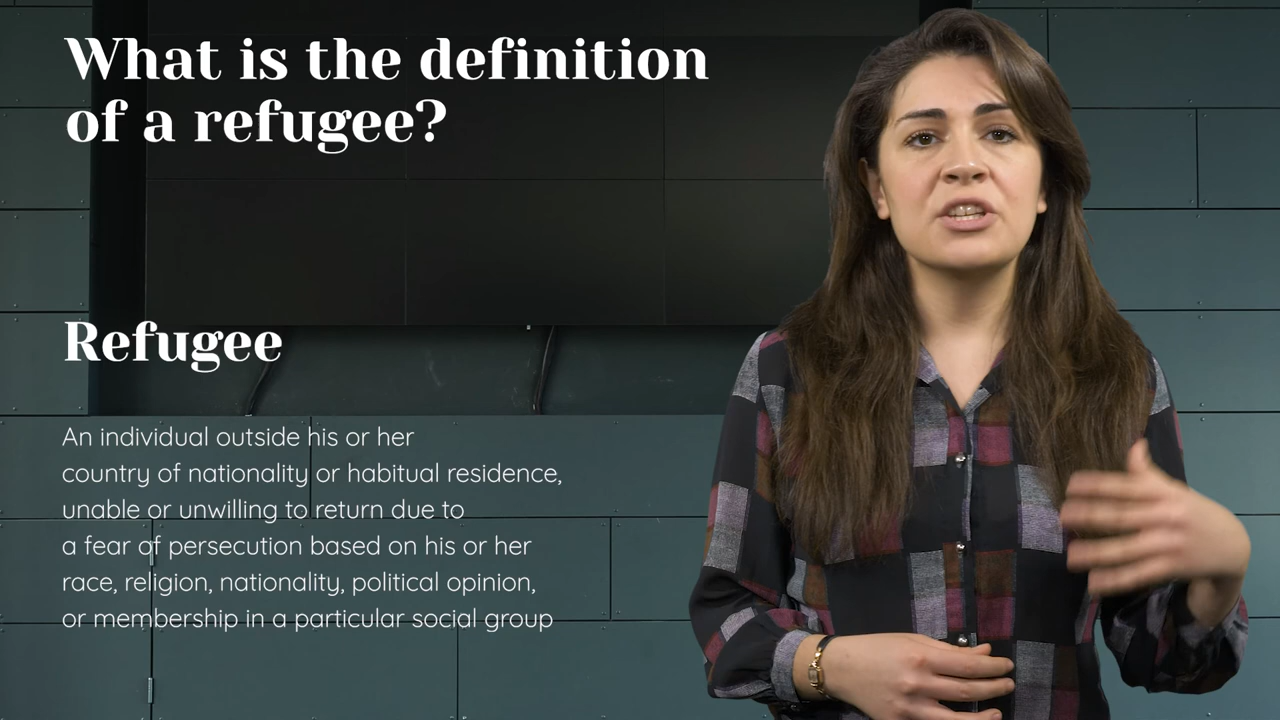 What is the definition
of a refugee?
Refugee
An individual outside his or her
country of nationality or habitual residence,
unable or unwilling to return due to
a fear of persecution based on his or her
race, religion, nationality, political opinion,
or membership in a particular social group